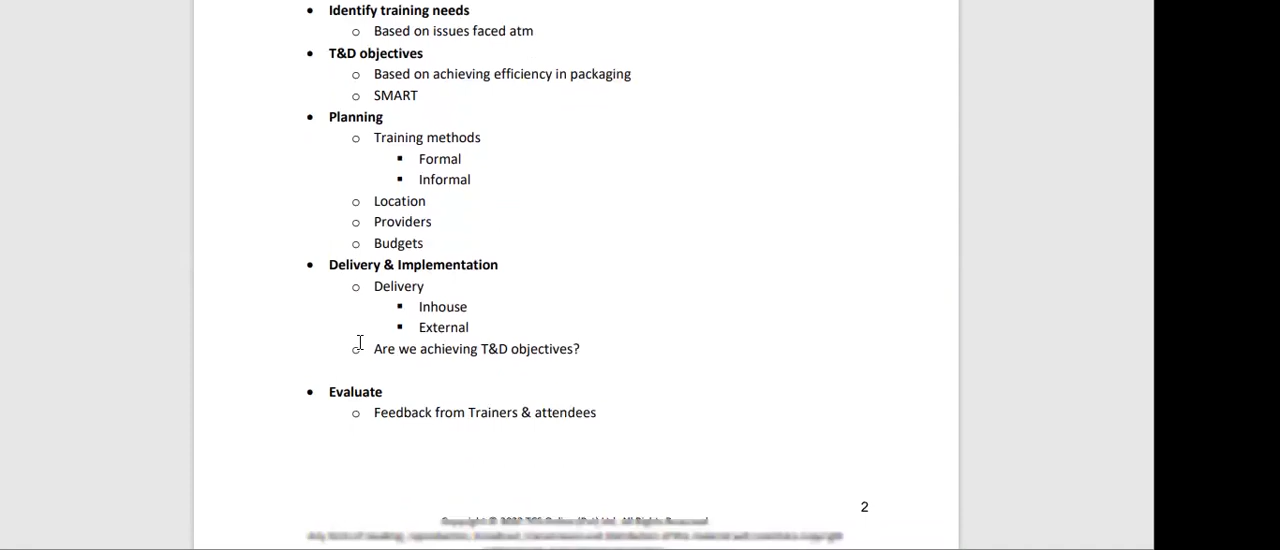 • Identify training needs
o Based on issues faced atm
• T&D objectives
o Based on achieving efficiency in packaging
o SMART
• Planning
o Training methods
▪ Formal
▪ Informal
o Location
o Providers
o Budgets
• Delivery & Implementation
o Delivery
▪ Inhouse
▪ External
o Are we achieving T&D objectives?
• Evaluate
o Feedback from Trainers & attendees
2